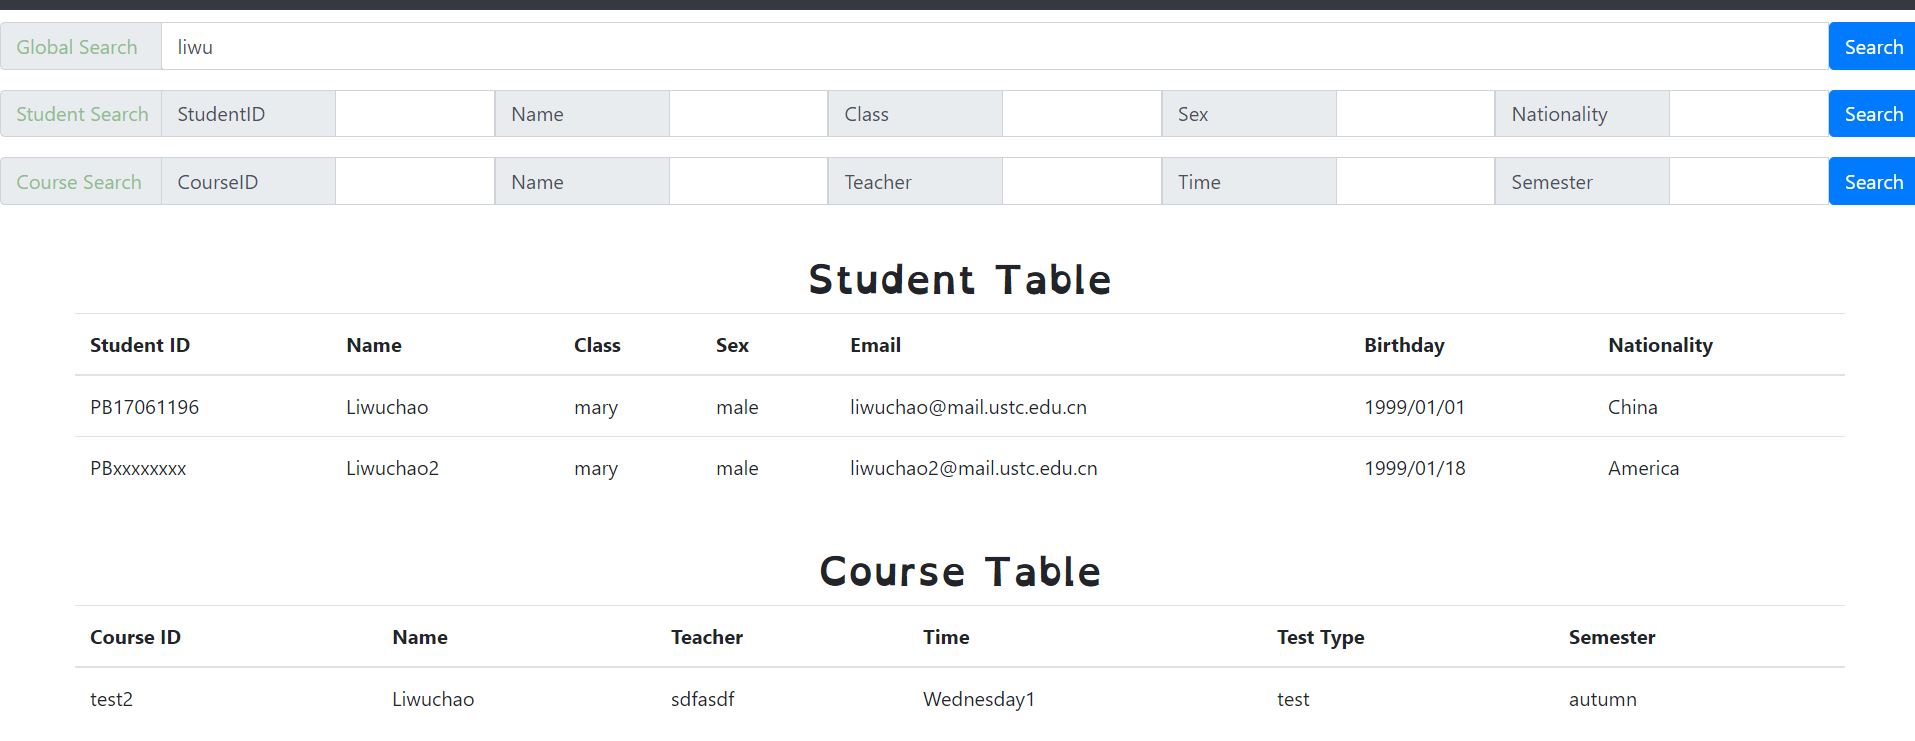 Global Search liwu Search
Student Search StudentID Name Class Sex Nationality Search
Course Search CourseID Name Teacher Time Semester Search
Student Table
Student ID Name Class Sex Email Birthday Nationality
PB17061196 Liwuchao mary male liwuchao@mail.ustc.edu.cn 1999/01/01 China
PBxxxxxxxx Liwuchao2 mary male liwuchao2@mail.ustc.edu.cn 1999/01/18 America
Course Table
Course ID Name Teacher Time Test Type Semester
test2 Liwuchao sdfasdf Wednesday1 test autumn